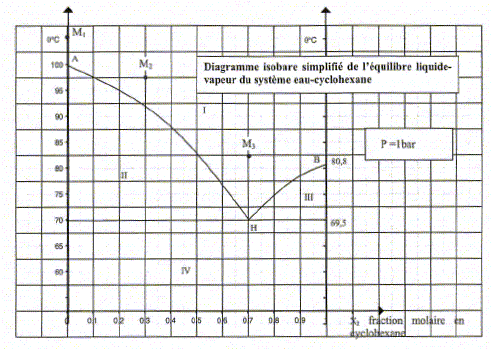 θ°C
θ°C
M₁
A
M₂
Diagramme isobare simplifié de l'équilibre liquide-
vapeur du système eau-cyclohexane
100
95
90
I
85
M₃
P =1bar
80
B
80,8
II
75
III
70
H
69,5
65
60
IV
0
0.1
0.2
0.3
0.4
0.5
0.6
0.7
0.8
0.9
1
X₂ fraction molaire en
cyclohexane